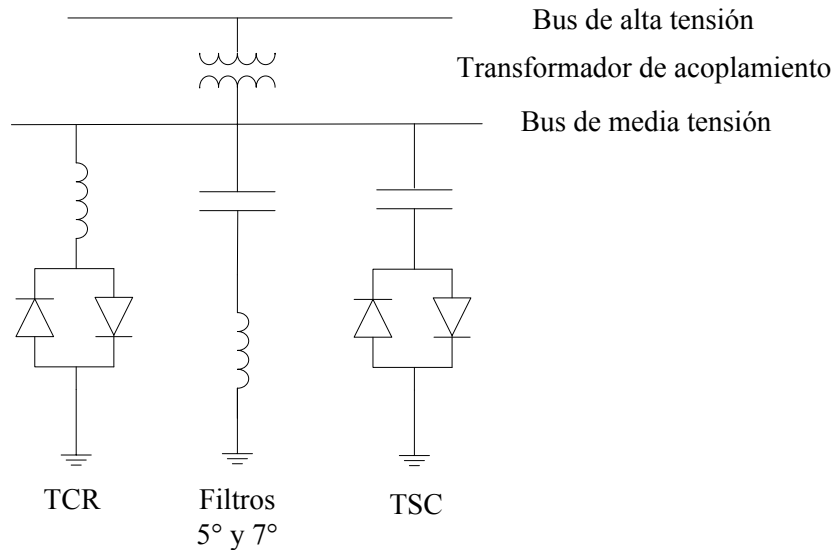 Bus de alta tensión
Transformador de acoplamiento
Bus de media tensión
TCR
Filtros
5° y 7°
TSC